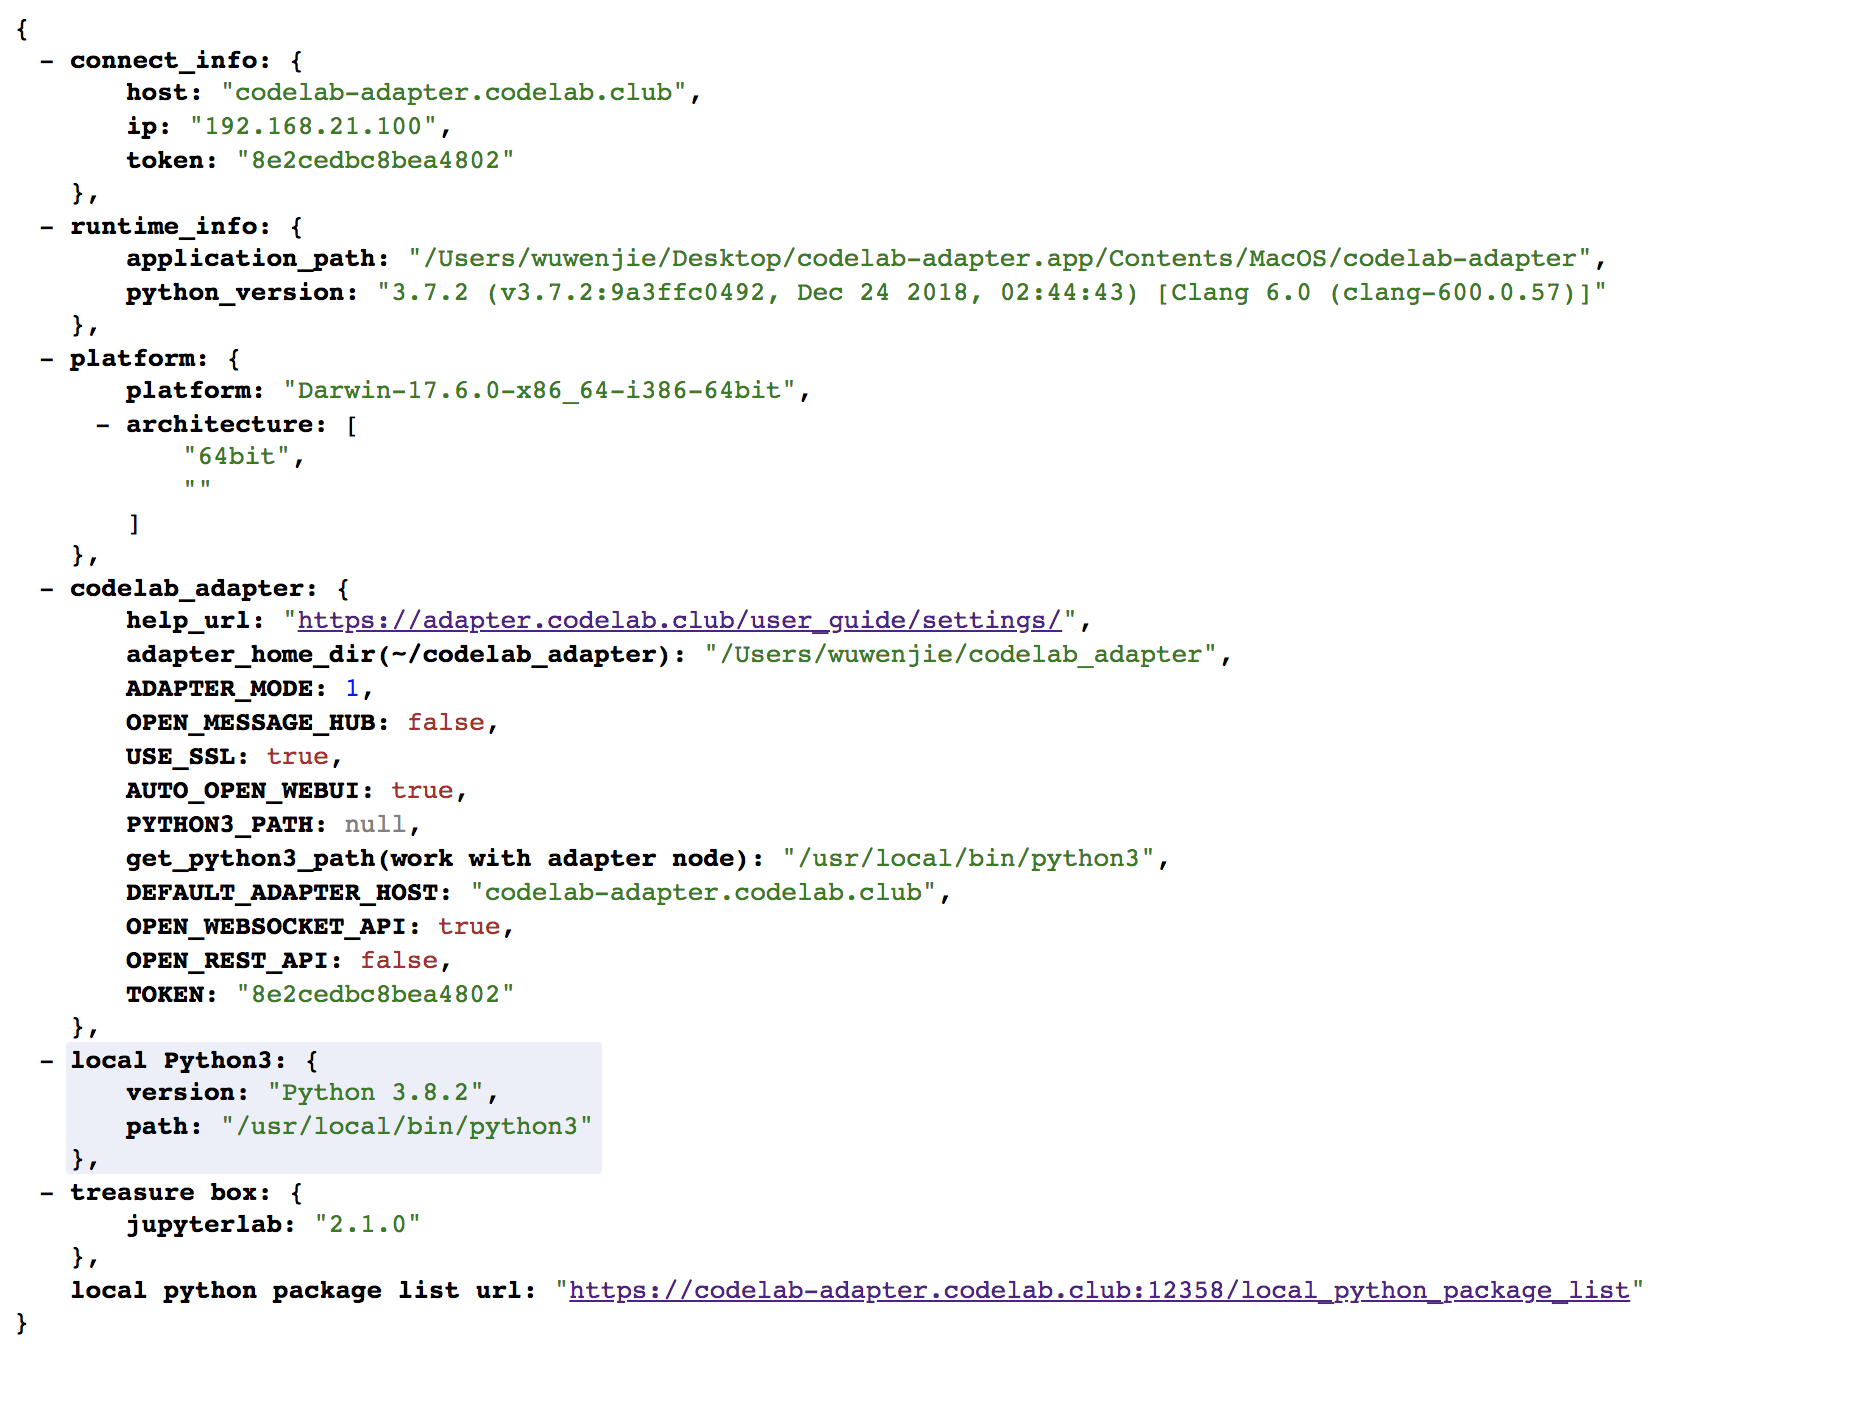 {
- connect_info: {
host: "codelab-adapter.codelab.club",
ip: "192.168.21.100",
token: "8e2cedbc8bea4802"
},
- runtime_info: {
application_path: "/Users/wuwenjie/Desktop/codelab-adapter.app/Contents/MacOS/codelab-adapter",
python_version: "3.7.2 (v3.7.2:9a3ffc0492, Dec 24 2018, 02:44:43) [Clang 6.0 (clang-600.0.57)]"
},
- platform: {
platform: "Darwin-17.6.0-x86_64-i386-64bit",
- architecture: [
"64bit",
""
]
},
- codelab_adapter: {
help_url: "https://adapter.codelab.club/user_guide/settings/",
adapter_home_dir(~/codelab_adapter): "/Users/wuwenjie/codelab_adapter",
ADAPTER_MODE: 1,
OPEN_MESSAGE_HUB: false,
USE_SSL: true,
AUTO_OPEN_WEBUI: true,
PYTHON3_PATH: null,
get_python3_path(work with adapter node): "/usr/local/bin/python3",
DEFAULT_ADAPTER_HOST: "codelab-adapter.codelab.club",
OPEN_WEBSOCKET_API: true,
OPEN_REST_API: false,
TOKEN: "8e2cedbc8bea4802"
},
- local Python3: {
version: "Python 3.8.2",
path: "/usr/local/bin/python3"
},
- treasure box: {
jupyterlab: "2.1.0"
},
local python package list url: "https://codelab-adapter.codelab.club:12358/local_python_package_list"
}